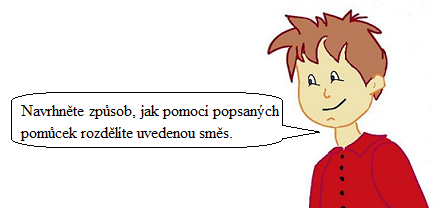 Navrhněte způsob, jak pomocí popsaných
pomůcek rozdělíte uvedenou směs.